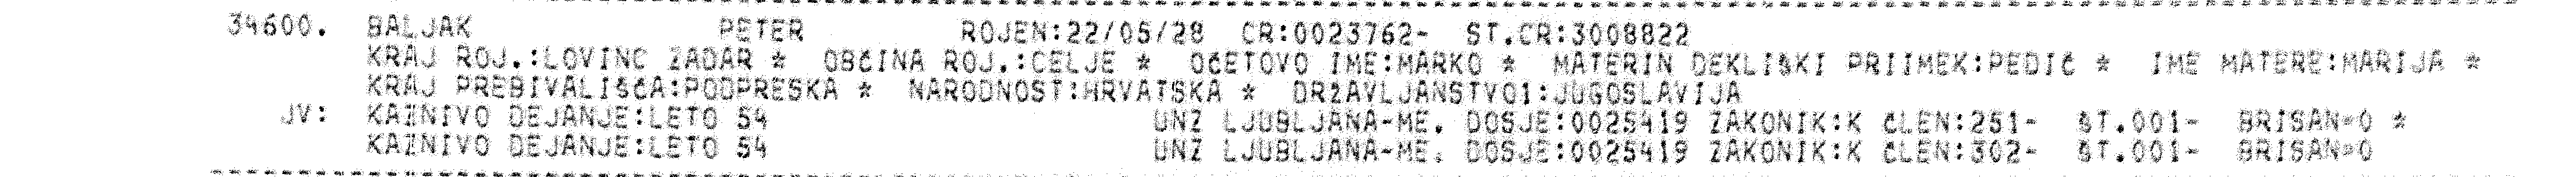 34600. BALJAK PETER ROJEN:22/05/28 CR:0023762- ST.CR:3008822
KRAJ ROJ.:LOVINC ZADAR * OBČINA ROJ.:CELJE * OČETOVO IME:MARKO * MATERIN DEKLIŠKI PRIIMEK:PEDIČ * IME MATERE:MARIJA *
KRAJ PREBIVALIŠČA:PODPRESKA * NARODNOST:HRVATSKA * DRŽAVLJANSTVO1:JUGOSLAVIJA
JV: KAZNIVO DEJANJE:LETO 54 UNZ LJUBLJANA-ME. DOSJE:0025419 ZAKONIK:K ČLEN:251- ŠT.001- BRISAN=0 *
KAZNIVO DEJANJE:LETO 54 UNZ LJUBLJANA-ME. DOSJE:0025419 ZAKONIK:K ČLEN:302- ŠT.001- BRISAN=0